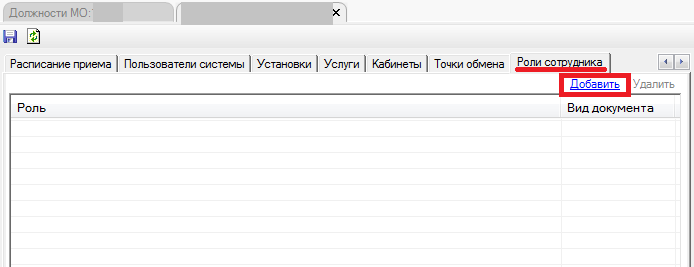 Должности МО:
Расписание приема Пользователи системы Установки Услуги Кабинеты Точки обмена Роли сотрудника
Добавить Удалить
Роль Вид документа